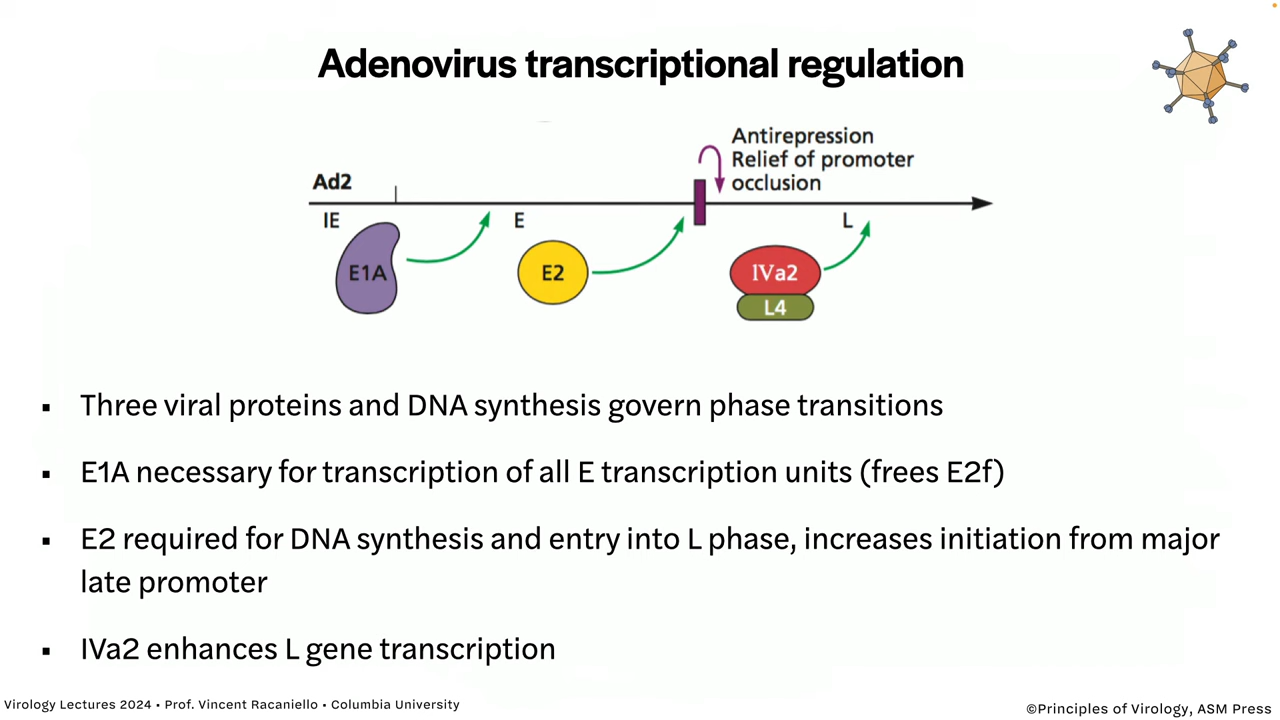 Adenovirus transcriptional regulation
Antirepression
Relief of promoter
occlusion
Ad2
IE
E
L
E1A
E2
IVa2
L4
▪ Three viral proteins and DNA synthesis govern phase transitions
▪ E1A necessary for transcription of all E transcription units (frees E2f)
▪ E2 required for DNA synthesis and entry into L phase, increases initiation from major
late promoter
▪ IVa2 enhances L gene transcription
Virology Lectures 2024 • Prof. Vincent Racaniello • Columbia University
©Principles of Virology, ASM Press